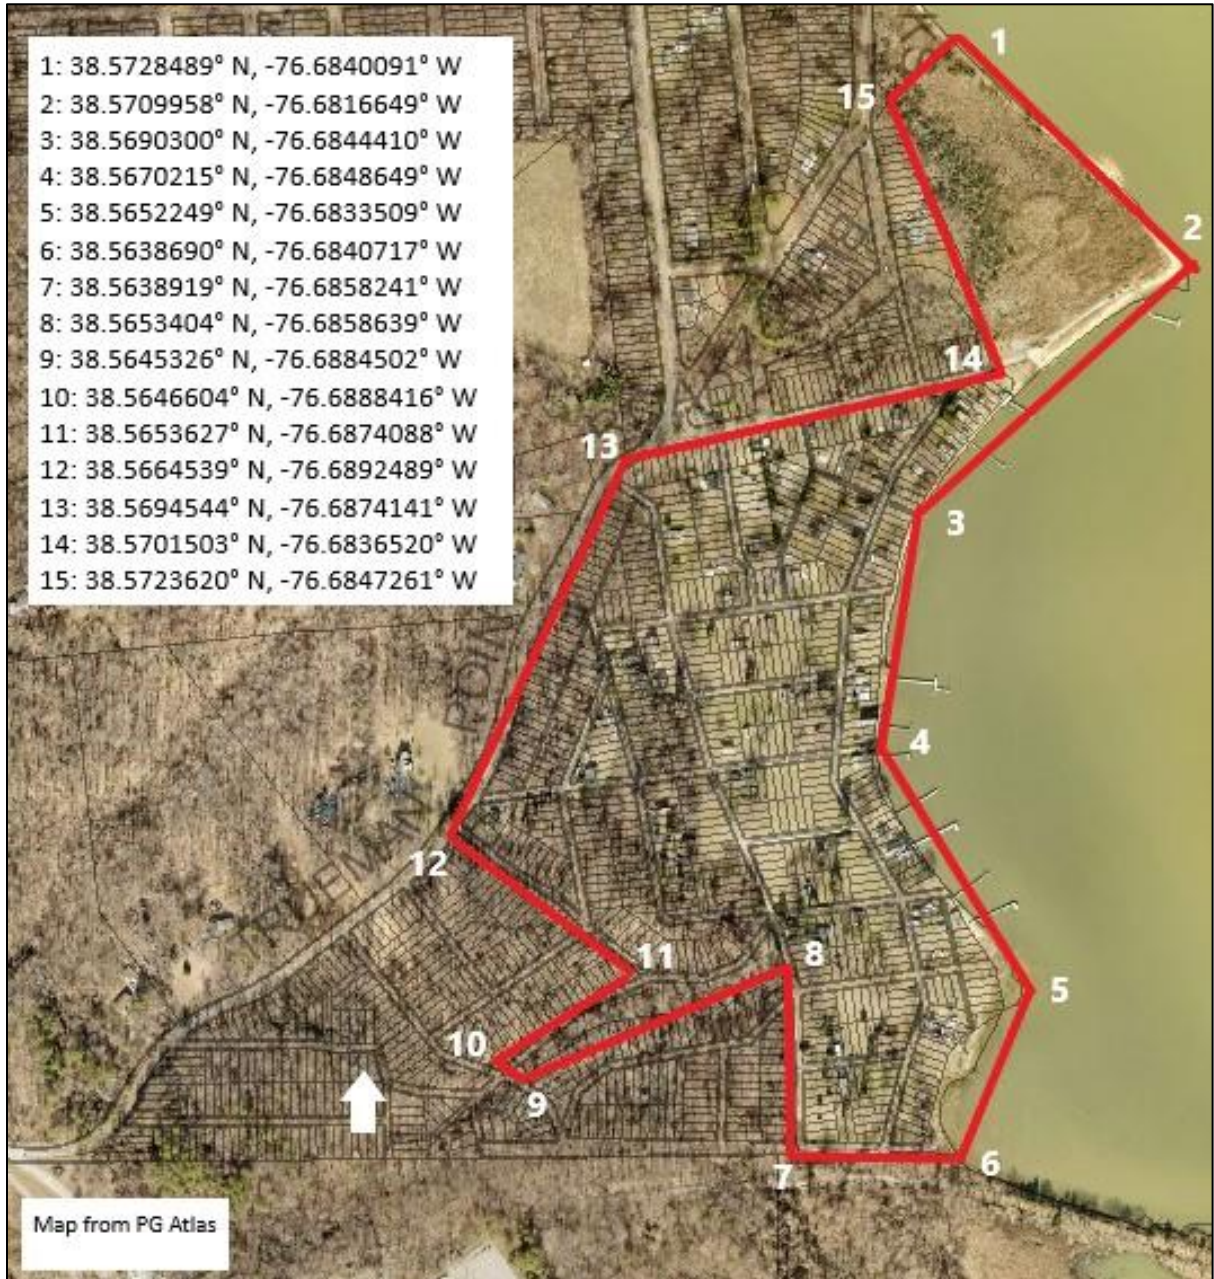 1: 38.5728489° N, -76.6840091° W
2: 38.5709958° N, -76.6816649° W
3: 38.5690300° N, -76.6844410° W
4: 38.5670215° N, -76.6848649° W
5: 38.5652249° N, -76.6833509° W
6: 38.5638690° N, -76.6840717° W
7: 38.5638919° N, -76.6858241° W
8: 38.5653404° N, -76.6858639° W
9: 38.5645326° N, -76.6884502° W
10: 38.5646604° N, -76.6888416° W
11: 38.5653627° N, -76.6874088° W
12: 38.5664539° N, -76.6892489° W
13: 38.5694544° N, -76.6874141° W
14: 38.5701503° N, -76.6836520° W
15: 38.5723620° N, -76.6847261° W
1
15
2
14
13
3
4
12
11
8
5
10
9
7
6
TRUEMAN POIN
Map from PG Atlas